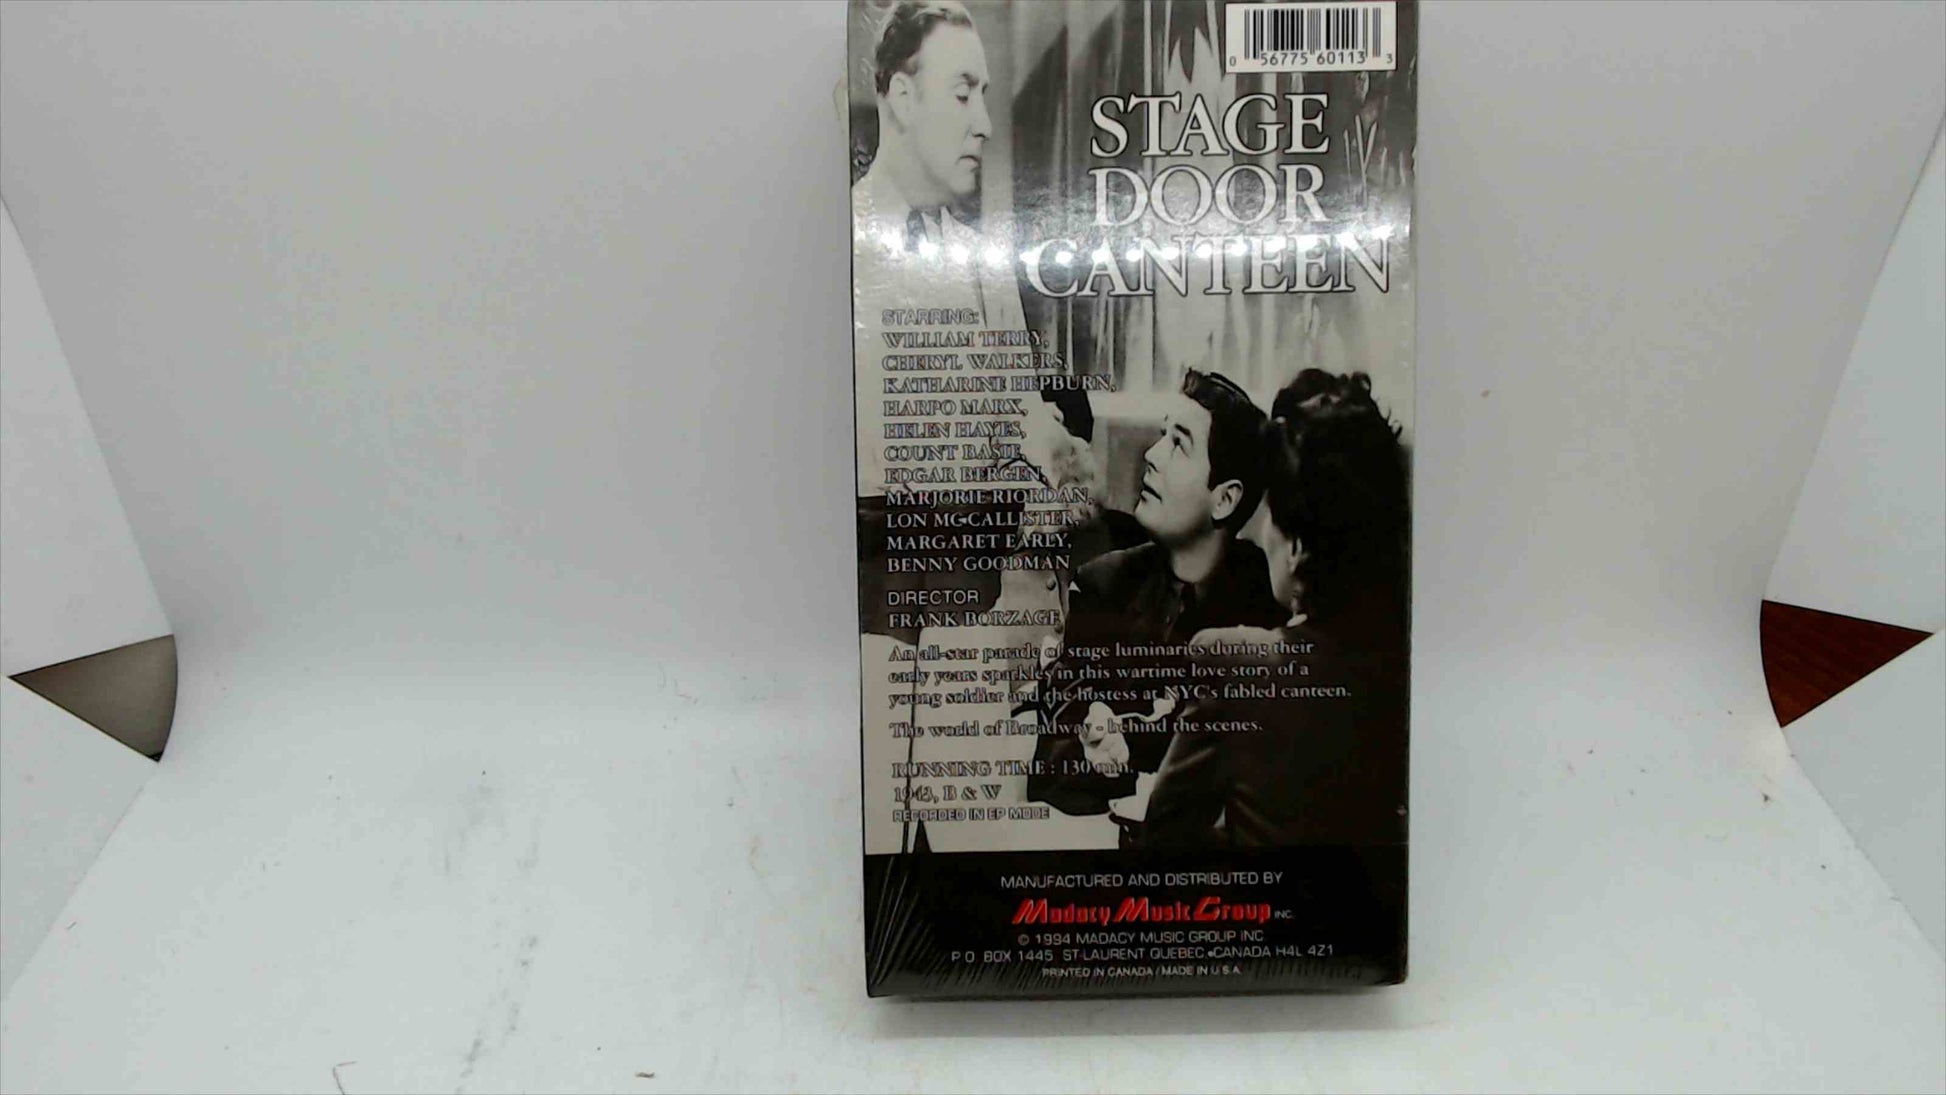 0 56775 60113 3
STAGE
DOOR
CANTEEN
STARRING:
WILLIAM TERRY,
CHERYL WALKERS,
KATHARINE HEPBURN,
HARPO MARX,
HELEN HAYES,
COUNT BASIE,
EDGAR BERGEN,
MARJORIE RIORDAN,
LON MCCALLISTER,
MARGARET EARLY,
BENNY GOODMAN
DIRECTOR
FRANK BORZAGE
An all-star parade of stage luminaries during their
early years sparkles in this wartime love story of a
young soldier and the hostess at NYC's fabled canteen.
The world of Broadway - behind the scenes.
RUNNING TIME : 130 min.
1943, B & W
RECORDED IN EP MODE
MANUFACTURED AND DISTRIBUTED BY
Madacy Music Group INC.
© 1994 MADACY MUSIC GROUP INC
P.O. BOX 1445 ST-LAURENT QUEBEC, CANADA H4L 4Z1
PRINTED IN CANADA / MADE IN U.S.A.